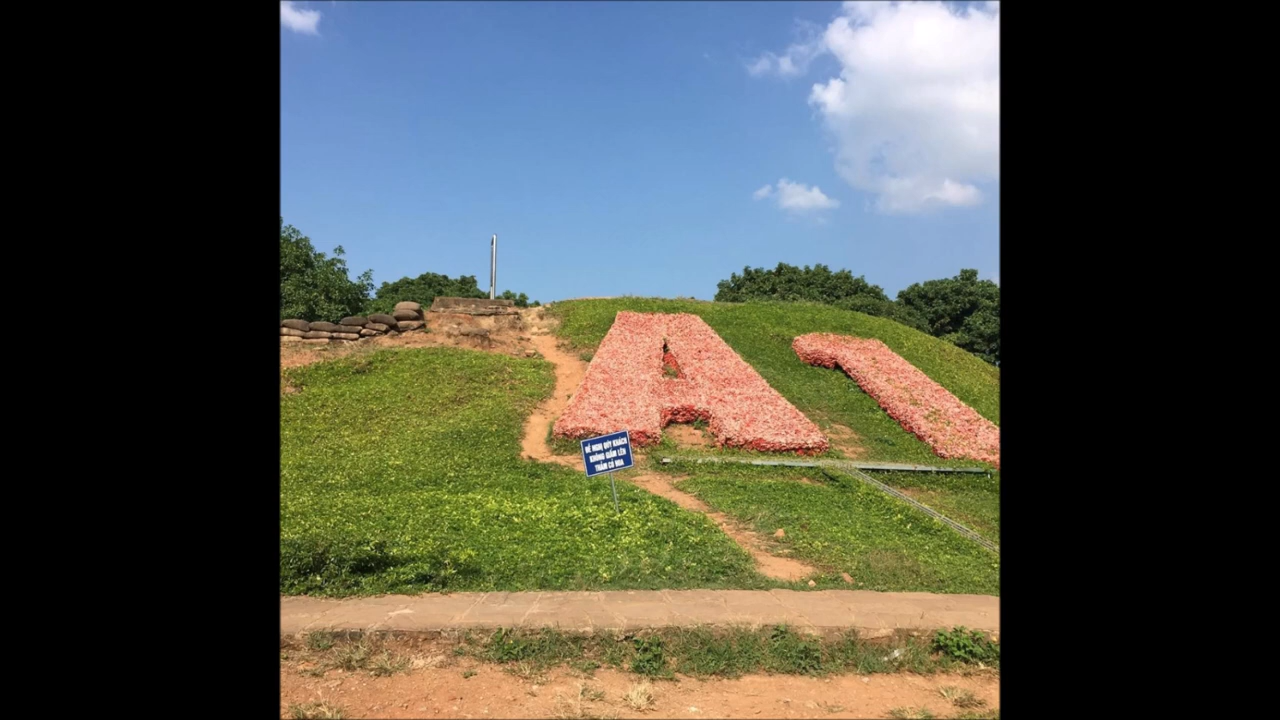 A1
ĐỀ NGHỊ QUÝ KHÁCH
KHÔNG GIẪM LÊN
THẢM CỎ HOA